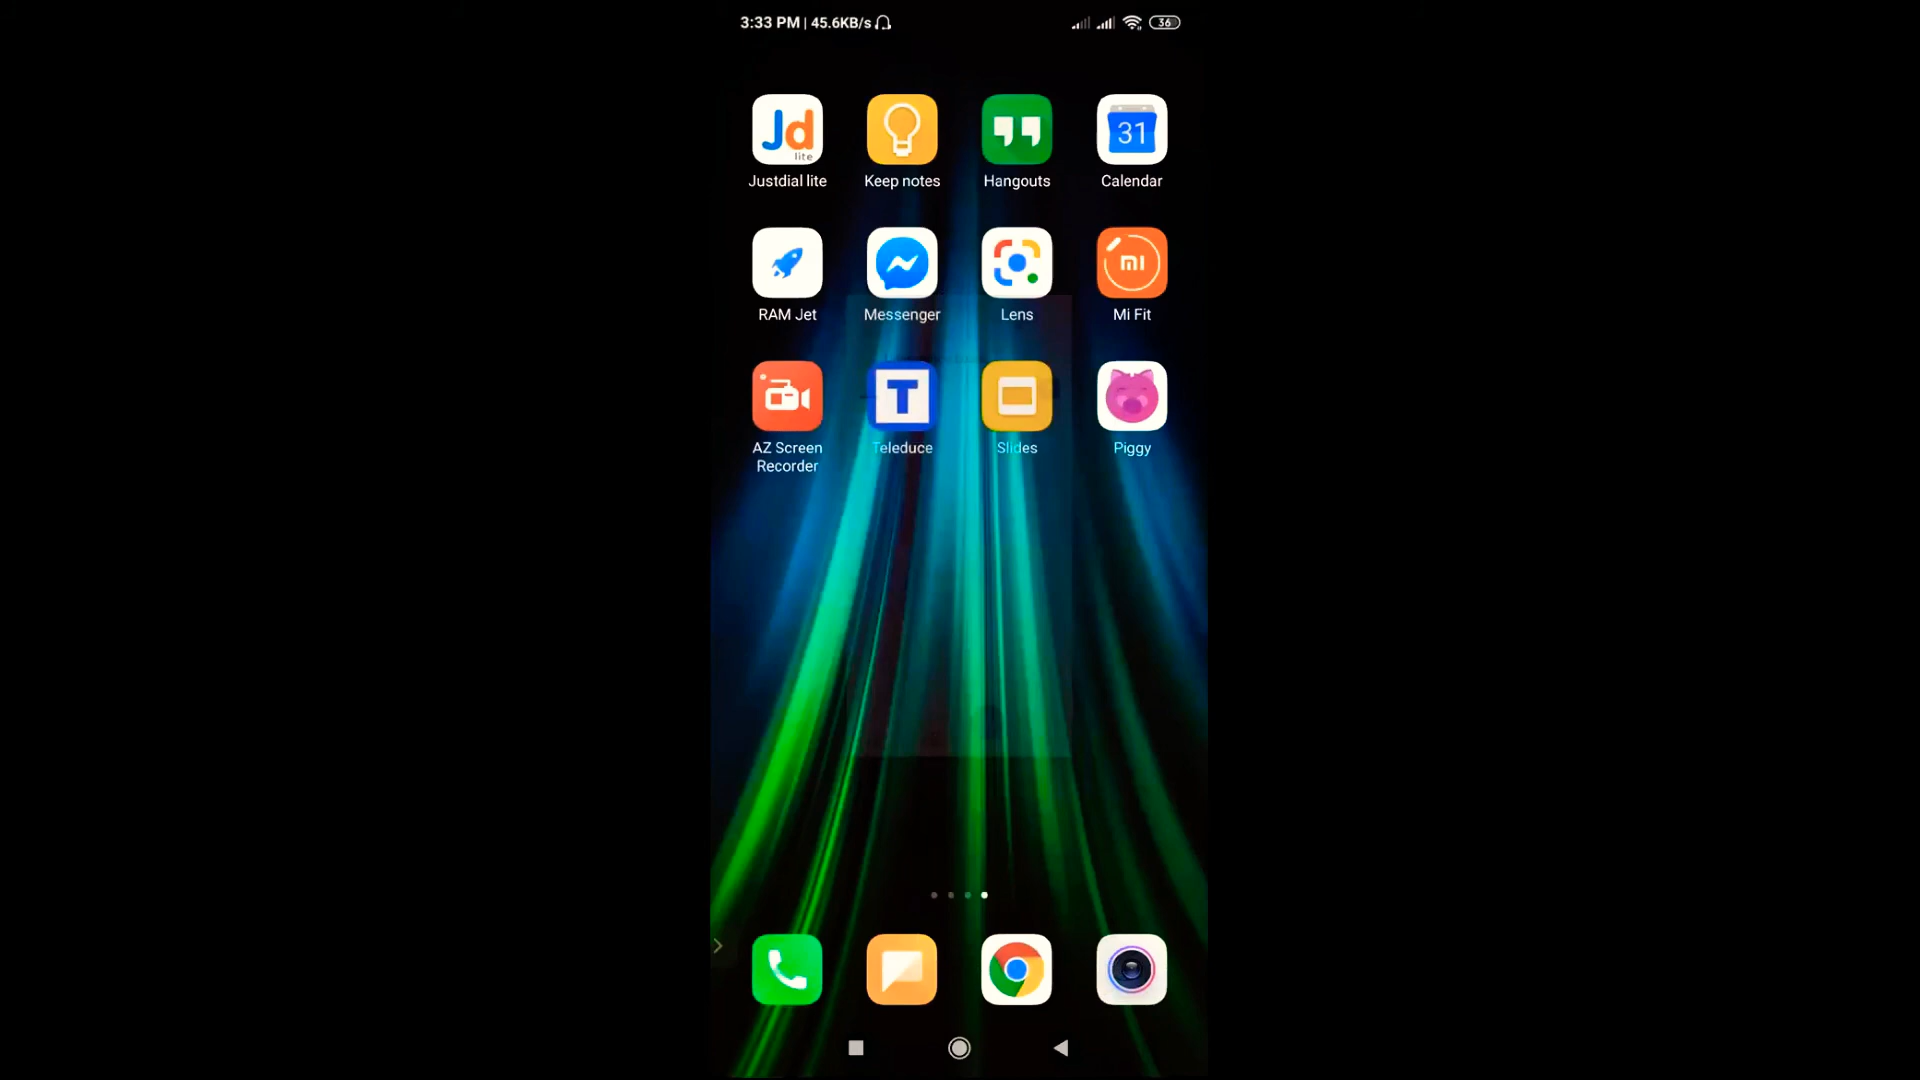 3:33 PM | 45.6KB/s
36
Jd
lite
31
Justdial lite
Keep notes
Hangouts
Calendar
mi
RAM Jet
Messenger
Lens
Mi Fit
T
AZ Screen
Recorder
Teleduce
Slides
Piggy